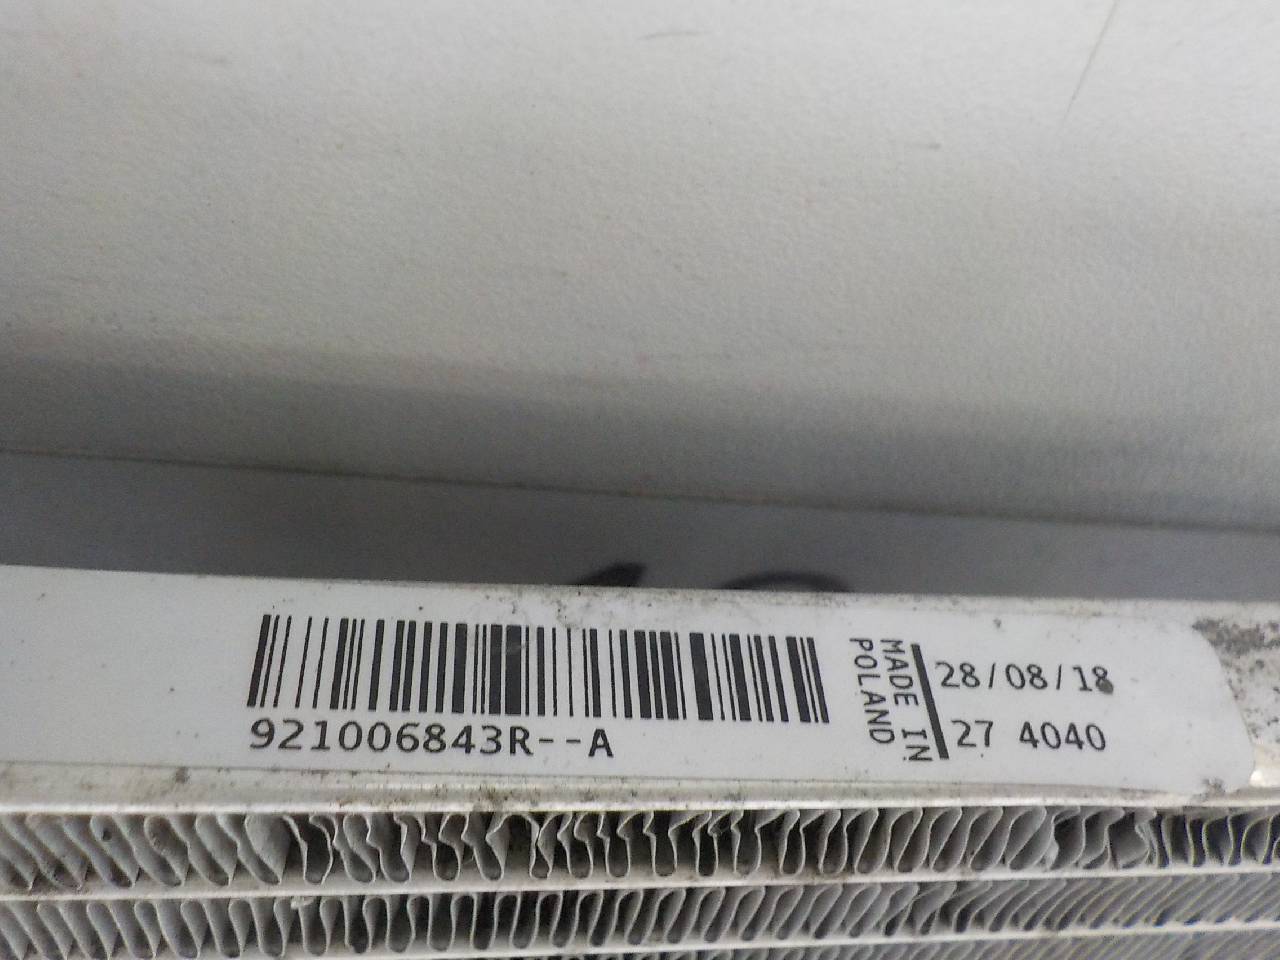 921006843R--A
MADE IN
POLAND
28/08/18
27 4040